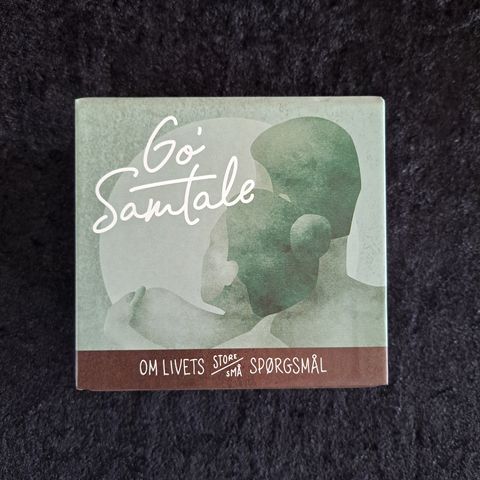 Go'
Samtale
OM LIVETS STORE SPØRGSMÅL
SMÅ